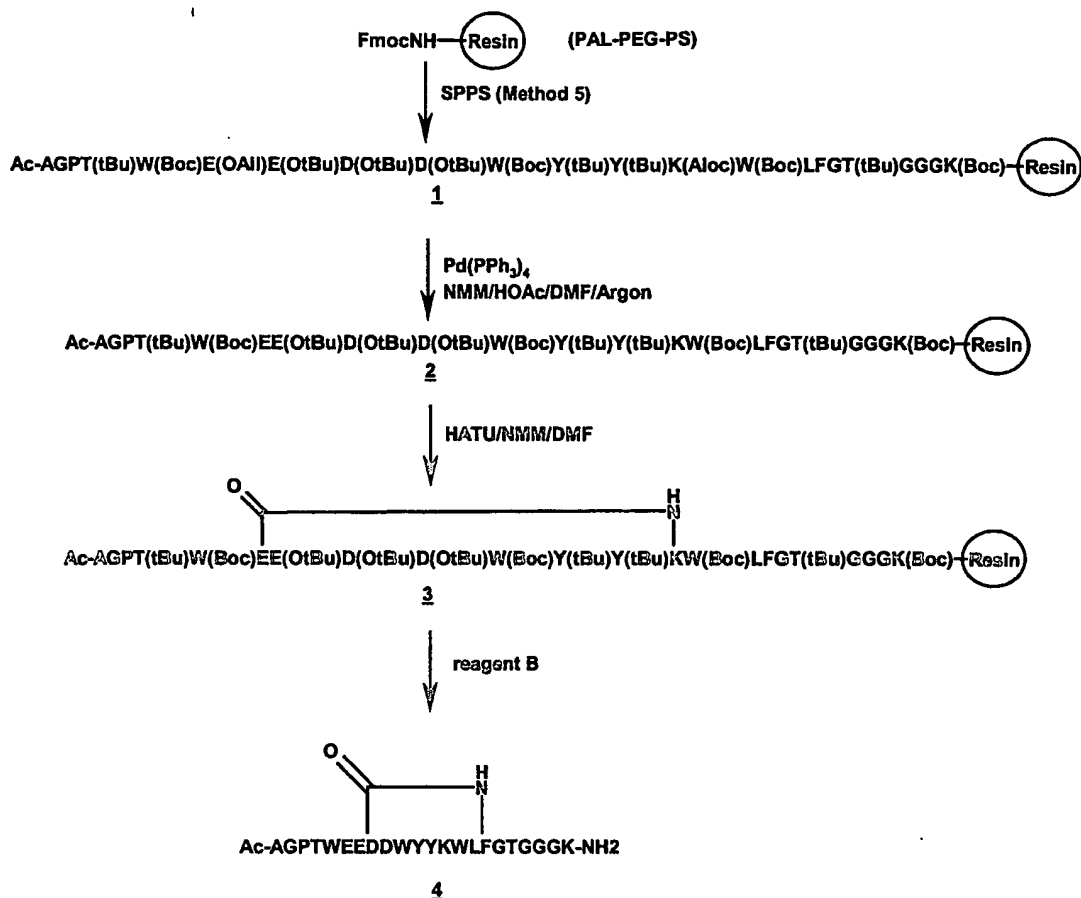 FmocNH Resin (PAL-PEG-PS)
SPPS (Method 5)
Ac-AGPT(tBu)W(Boc)E(OAll)E(OtBu)D(OtBu)D(OtBu)W(Boc)Y(tBu)Y(tBu)K(Aloc)W(Boc)LFGT(tBu)GGGK(Boc) Resin
1
Pd(PPh3)4
NMM/HOAc/DMF/Argon
Ac-AGPT(tBu)W(Boc)EE(OtBu)D(OtBu)D(OtBu)W(Boc)Y(tBu)Y(tBu)KW(Boc)LFGT(tBu)GGGK(Boc) Resin
2
HATU/NMM/DMF
O H
N
Ac-AGPT(tBu)W(Boc)EE(OtBu)D(OtBu)D(OtBu)W(Boc)Y(tBu)Y(tBu)KW(Boc)LFGT(tBu)GGGK(Boc) Resin
3
reagent B
O H
N
Ac-AGPTWEEDDWYYKWLFGTGGGK-NH2
4